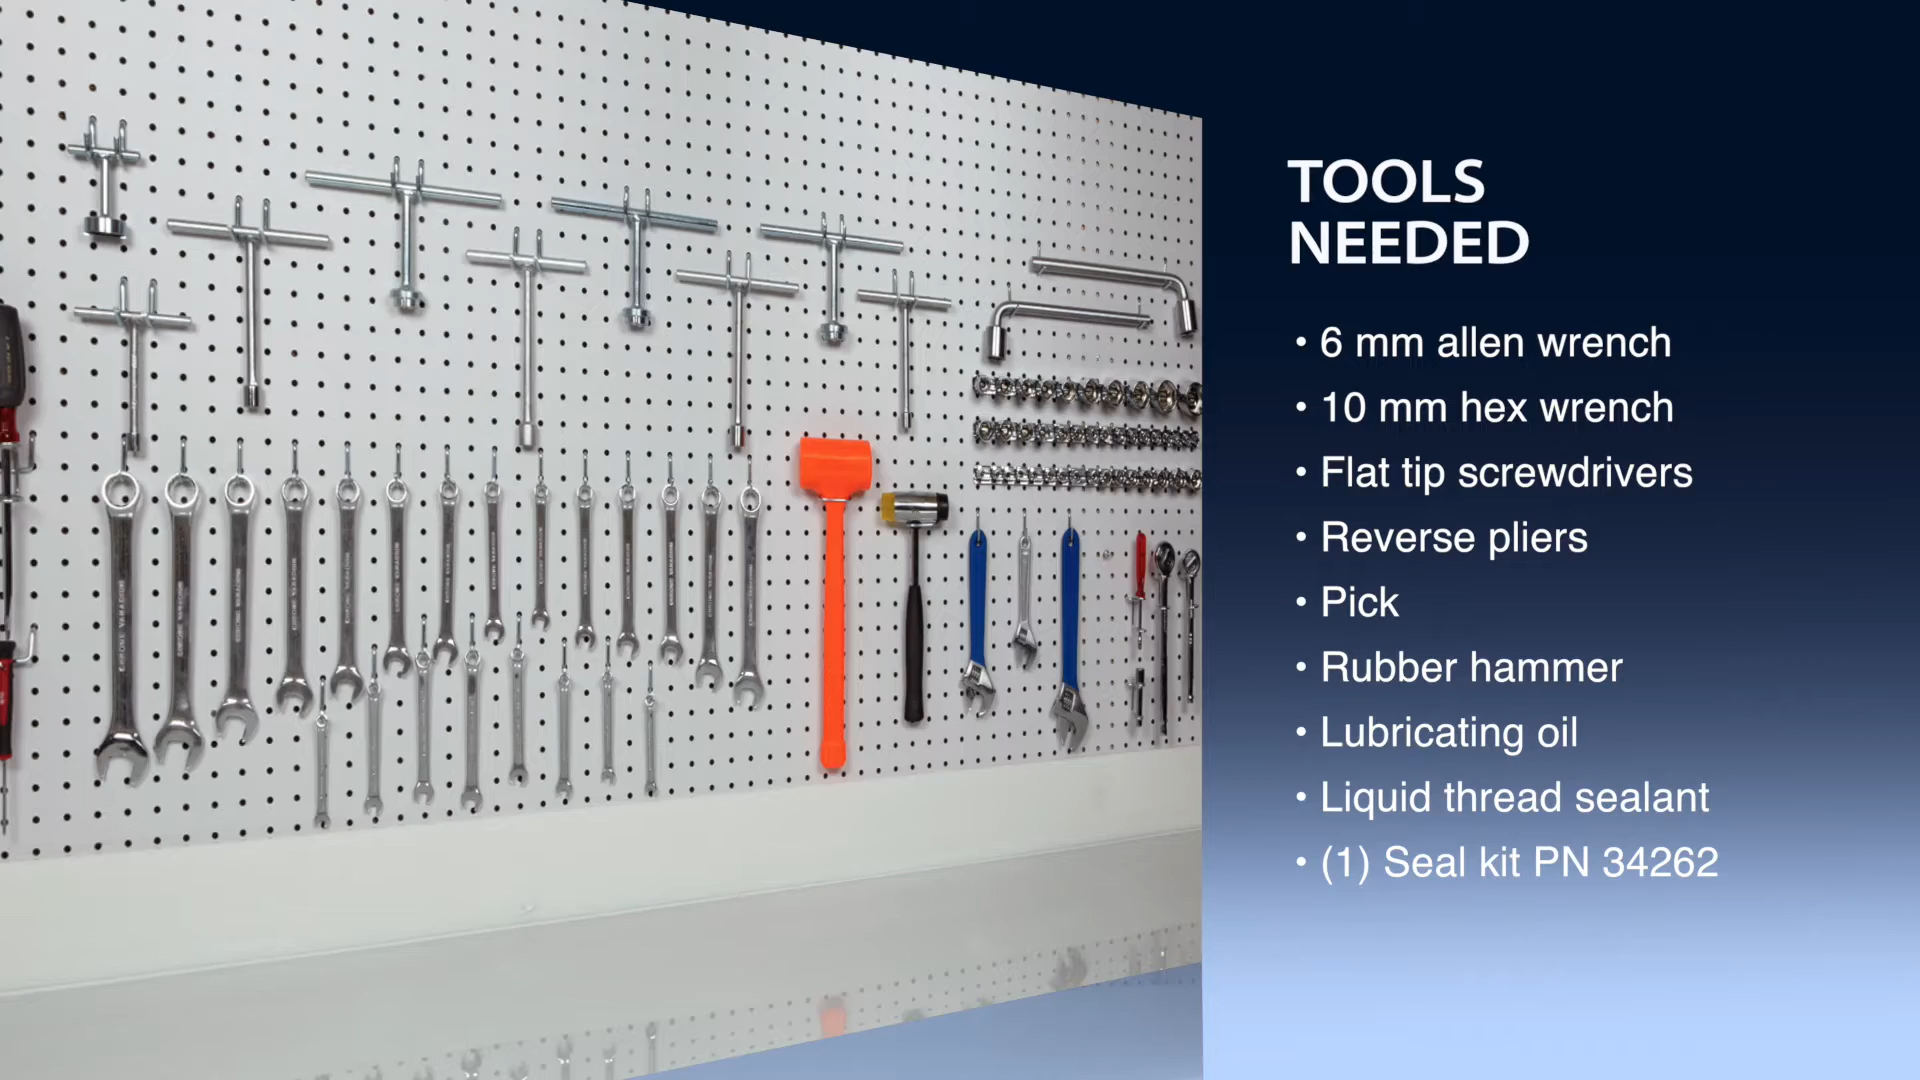 TOOLS
NEEDED
• 6 mm allen wrench
• 10 mm hex wrench
• Flat tip screwdrivers
• Reverse pliers
• Pick
• Rubber hammer
• Lubricating oil
• Liquid thread sealant
• (1) Seal kit PN 34262